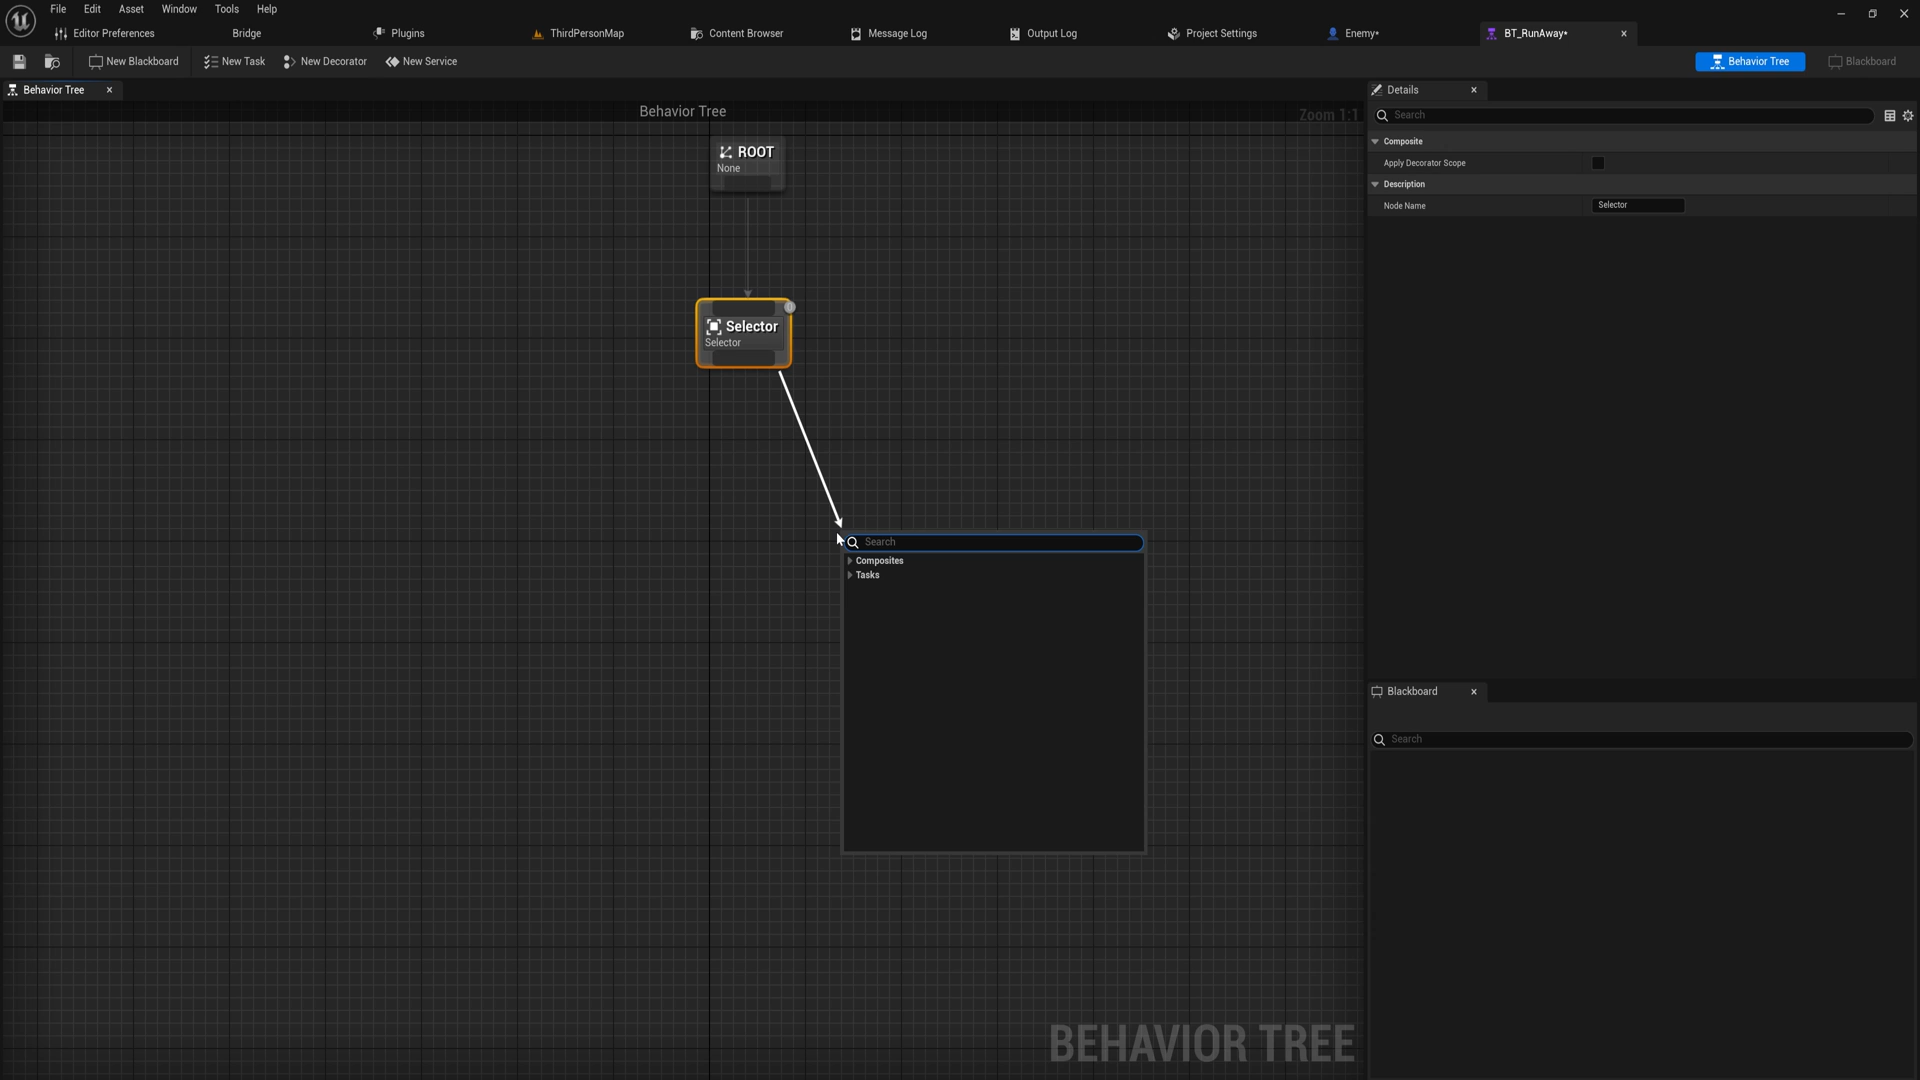 File Edit Asset Window Tools Help
Editor Preferences Bridge Plugins ThirdPersonMap Content Browser Message Log Output Log Project Settings Enemy* BT_RunAway*
New Blackboard New Task New Decorator New Service Behavior Tree Blackboard
Behavior Tree
Behavior Tree
Zoom 1:1
ROOT
None
Selector
Selector
Search
Composites
Tasks
BEHAVIOR TREE
Details
Search
Composite
Apply Decorator Scope
Description
Node Name Selector
Blackboard
Search